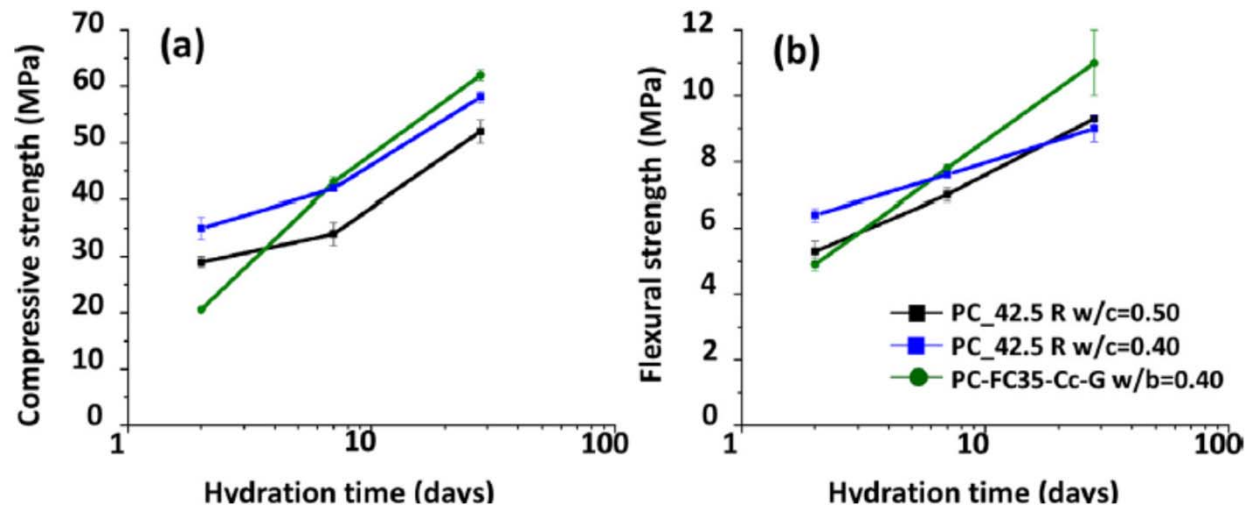 (a)
Compressive strength (MPa)
70
60
50
40
30
20
10
0
1
10
100
Hydration time (days)
(b)
Flexural strength (MPa)
12
10
8
6
4
2
0
PC_42.5 R w/c=0.50
PC_42.5 R w/c=0.40
PC-FC35-Cc-G w/b=0.40
1
10
100
Hydration time (days)